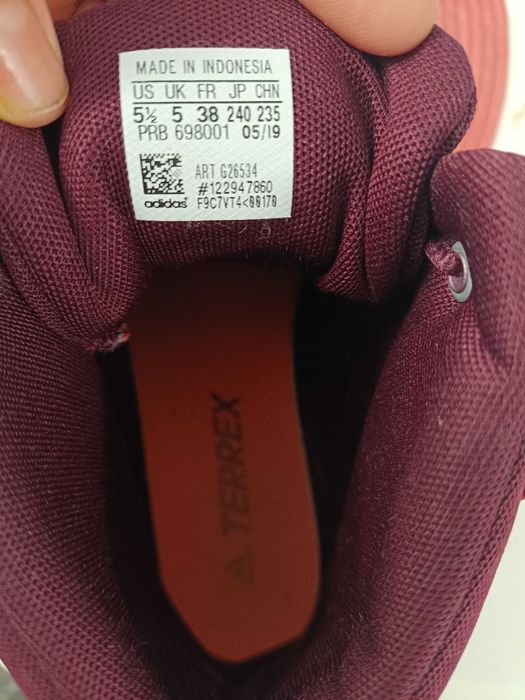 MADE IN INDONESIA
US UK FR JP CHN
5½ 5 38 240 235
PRB 698001 05/19
ART G26534
#122947860
adidas F9C7VT4<00170
TERREX